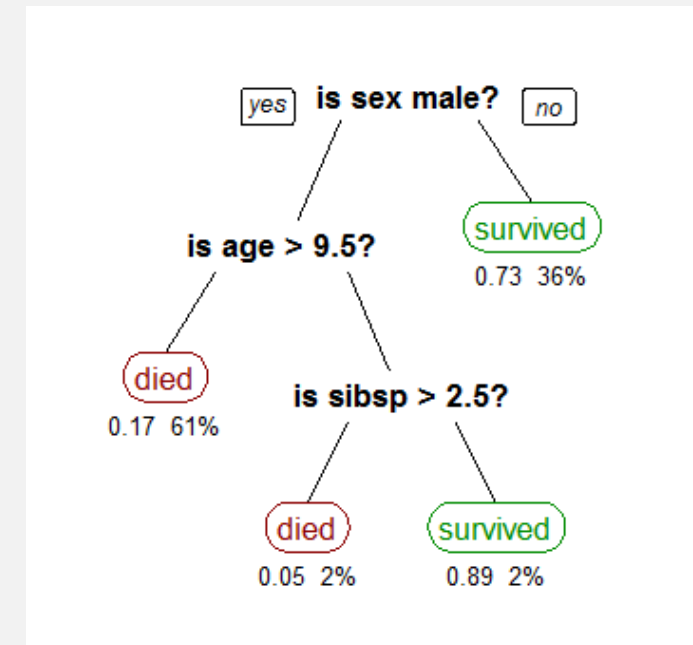 yes is sex male? no
survived
is age > 9.5?
0.73 36%
died
is sibsp > 2.5?
0.17 61%
died survived
0.05 2% 0.89 2%